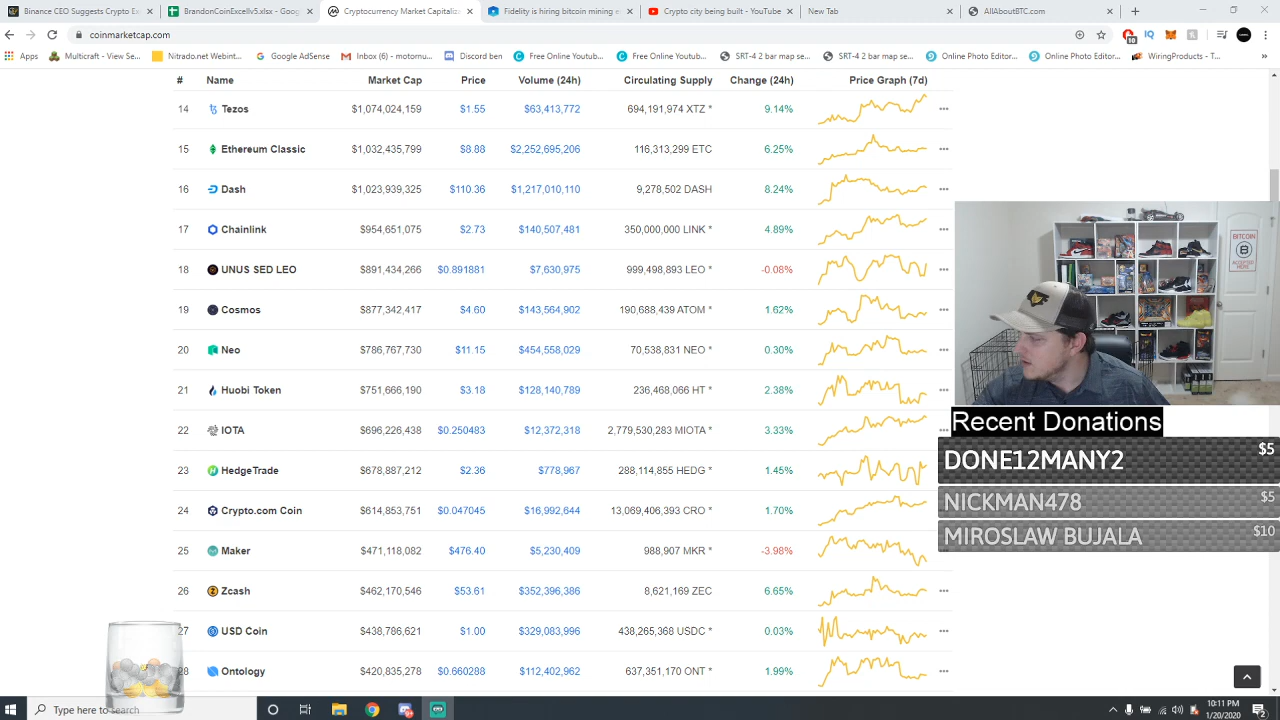 Binance CEO Suggests Crypto E
BrandonCoinExcellv5.xlsx - Goog
Cryptocurrency Market Capitaliz
Fidelity is hiring bitcoin mining e
Crypto city being built - YouTube
New Tab
AllAboutBTC.com
coinmarketcap.com
Apps
Multicraft - View S...
Nitrado.net Webint...
Google AdSense
Inbox (2) - motornu...
Discord ben
Free Online Youtub...
Free Online Youtub...
SRT-4 2 bar map se...
SRT-4 2 bar map se...
Online Photo Editor...
Online Photo Editor...
WiringProducts - T...
# Name Market Cap Price Volume (24h) Circulating Supply Change (24h) Price Graph (7d)
14 Tezos $1,074,024,159 $1.55 $63,413,772 694,191,974 XTZ * 9.14%
15 Ethereum Classic $1,032,435,799 $8.88 $2,252,695,206 116,313,299 ETC 6.25%
16 Dash $1,023,939,325 $110.36 $1,217,010,110 9,278,502 DASH 8.24%
17 Chainlink $954,651,075 $2.73 $140,507,481 350,000,000 LINK * 4.89%
18 UNUS SED LEO $891,434,266 $0.891881 $7,630,975 999,498,893 LEO * -0.08%
19 Cosmos $877,342,417 $4.60 $143,564,902 190,688,439 ATOM * 1.62%
20 Neo $786,767,730 $11.15 $454,558,029 70,538,831 NEO * 0.30%
21 Huobi Token $751,666,190 $3.18 $128,140,789 236,468,066 HT * 2.38%
22 IOTA $0.250483 $12,372,318 2,779,530,283 MIOTA * 3.33%
23 HedgeTrade $678,887,212 $2.36 $778,967 288,114,855 HEDG * 1.45%
24 Crypto.com Coin $614,853,751 $0.047045 $16,992,644 13,069,406,393 CRO * 1.70%
25 Maker $471,118,082 $476.40 $5,230,409 988,907 MKR * -3.98%
26 Zcash $462,170,546 $53.61 $352,396,386 8,621,169 ZEC 6.65%
27 USD Coin $438,786,621 $1.00 $329,083,996 438,265,368 USDC * 0.03%
28 Ontology $420,835,278 $0.660288 $112,402,962 637,351,170 ONT * 1.99%
BITCOIN
B
ACCEPTED
HERE
Recent Donations
DONE12MANY2 $5
NICKMAN478 $5
MIROSLAW BUJALA $10
Type here to search
10:11 PM
1/20/2020